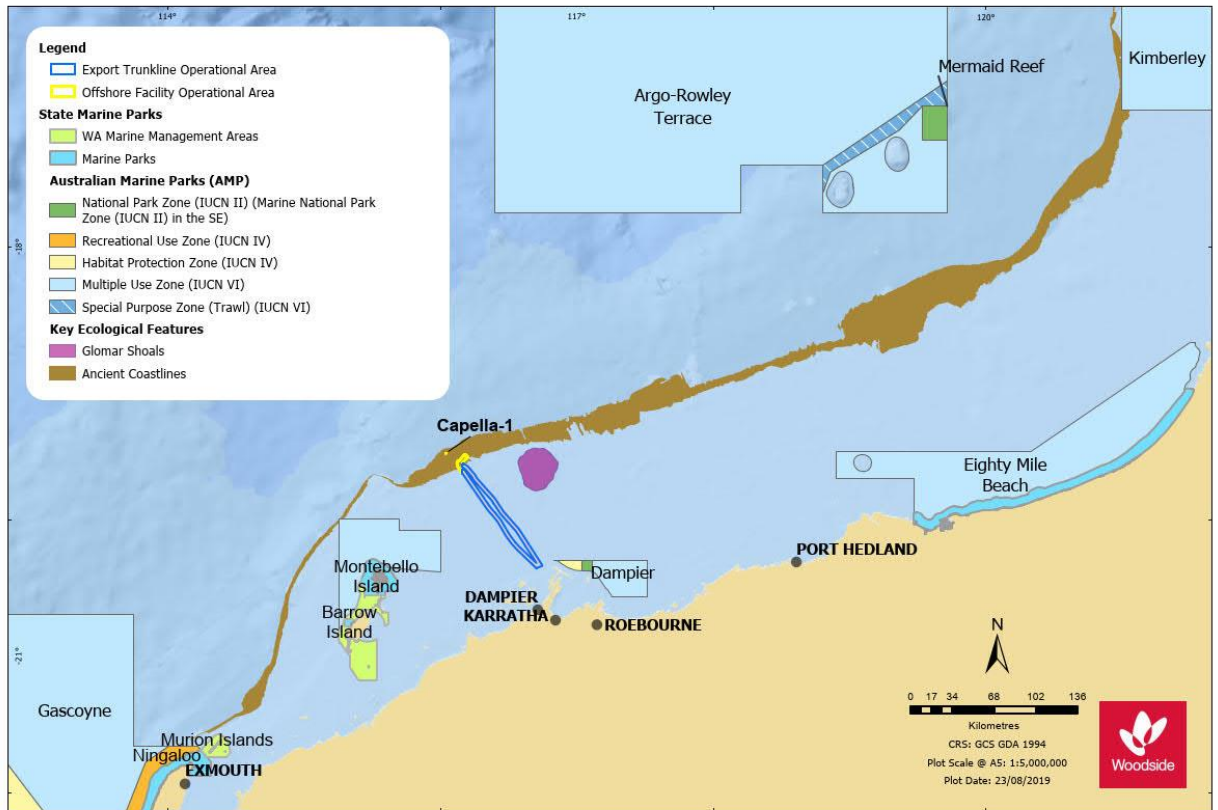 114°
117°
120°
-18°
-21°
Legend
Export Trunkline Operational Area
Offshore Facility Operational Area
State Marine Parks
WA Marine Management Areas
Marine Parks
Australian Marine Parks (AMP)
National Park Zone (IUCN II) (Marine National Park
Zone (IUCN II) in the SE)
Recreational Use Zone (IUCN IV)
Habitat Protection Zone (IUCN IV)
Multiple Use Zone (IUCN VI)
Special Purpose Zone (Trawl) (IUCN VI)
Key Ecological Features
Glomar Shoals
Ancient Coastlines
Kimberley
Mermaid Reef
Argo-Rowley
Terrace
Capella-1
Eighty Mile
Beach
PORT HEDLAND
Montebello
Island
Dampier
DAMPIER
KARRATHA
ROEBOURNE
Barrow
Island
Gascoyne
Murion Islands
Ningaloo
EXMOUTH
N
0 17 34 68 102 136
Kilometres
CRS: GCS GDA 1994
Plot Scale @ A5: 1:5,000,000
Plot Date: 23/08/2019
Woodside